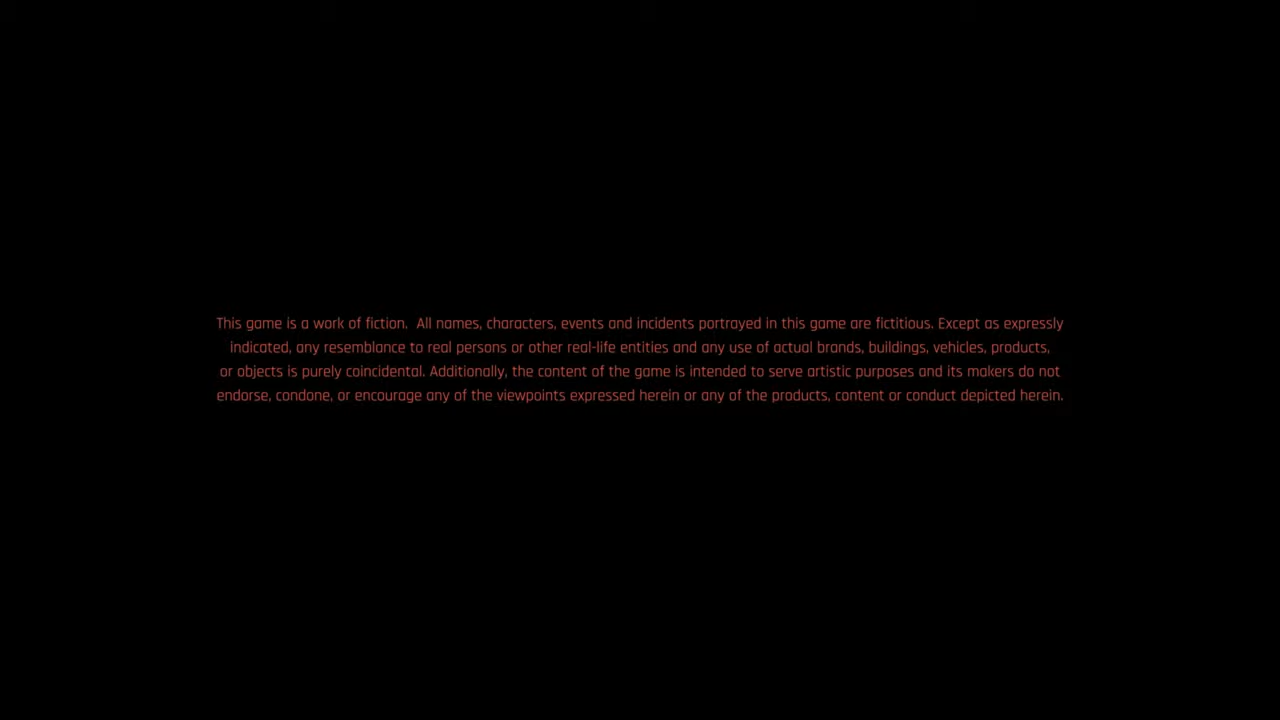 This game is a work of fiction.  All names, characters, events and incidents portrayed in this game are fictitious. Except as expressly
indicated, any resemblance to real persons or other real-life entities and any use of actual brands, buildings, vehicles, products,
or objects is purely coincidental. Additionally, the content of the game is intended to serve artistic purposes and its makers do not
endorse, condone, or encourage any of the viewpoints expressed herein or any of the products, content or conduct depicted herein.